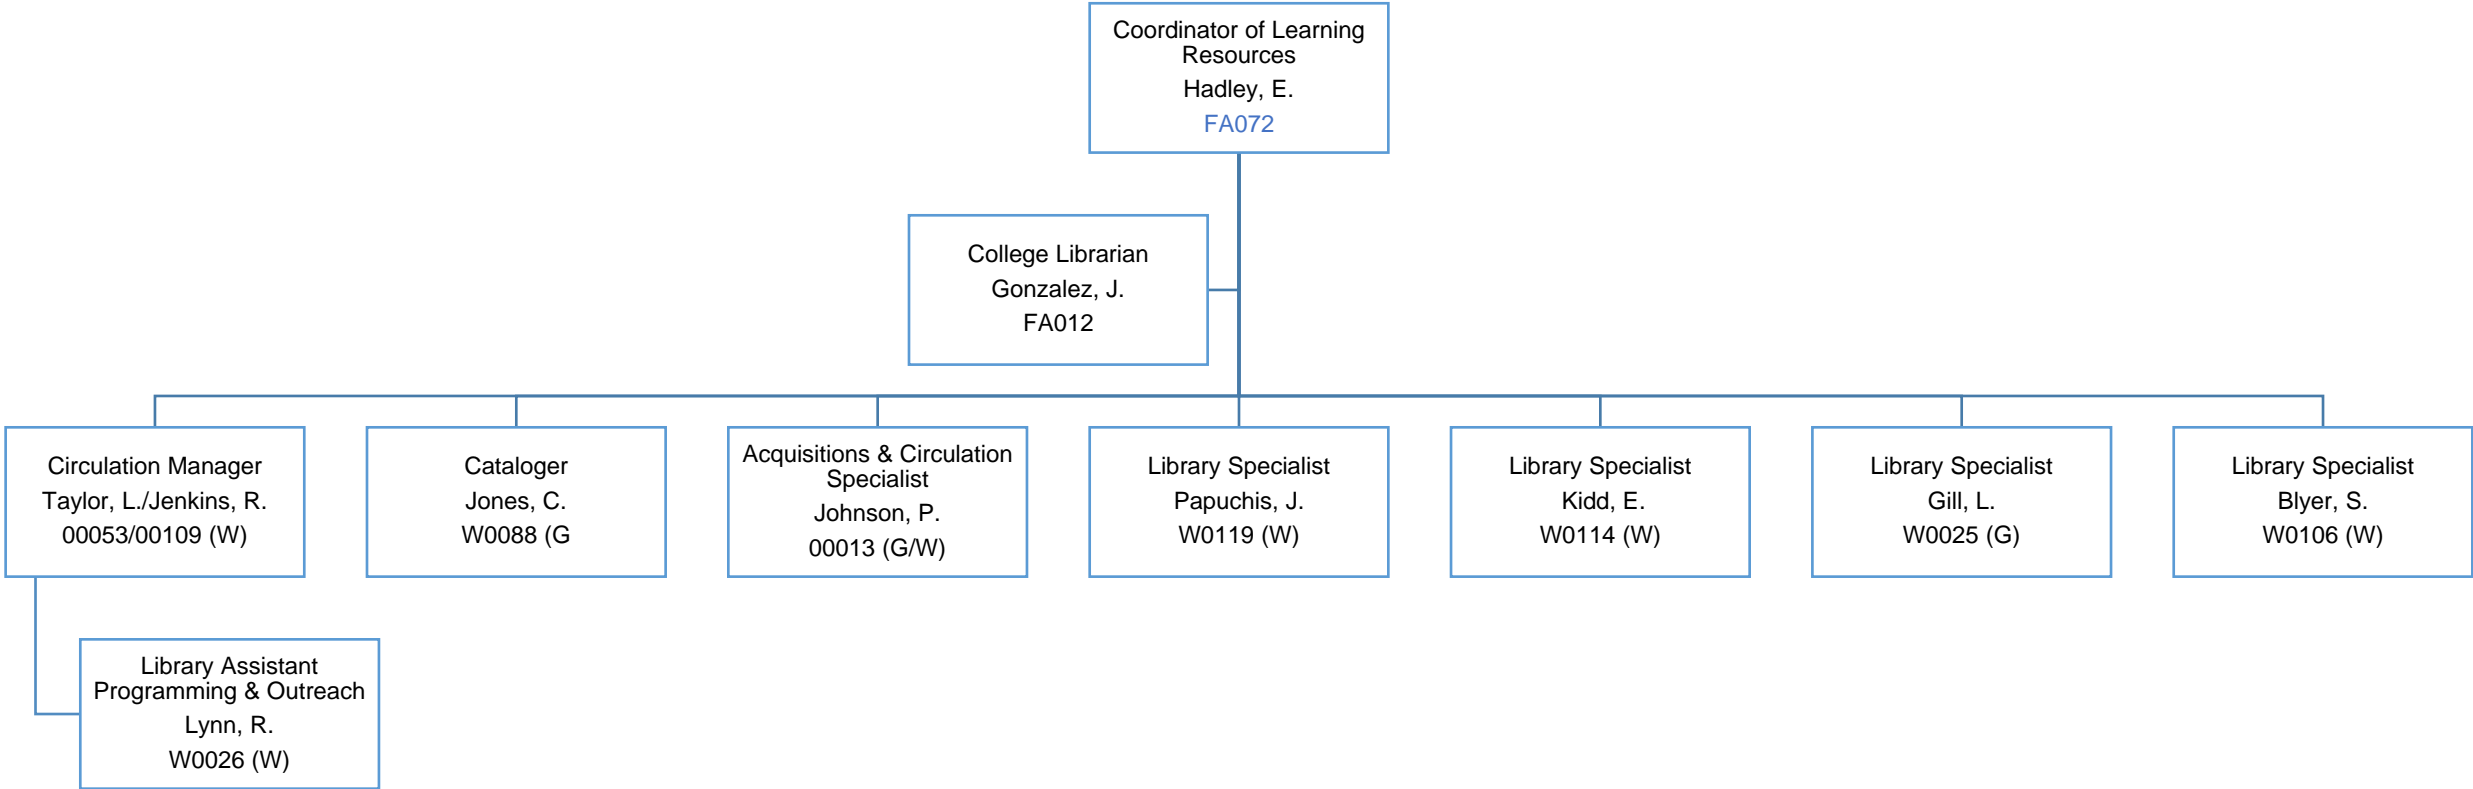 Coordinator of Learning
Resources
Hadley, E.
FA072
College Librarian
Gonzalez, J.
FA012
Circulation Manager
Taylor, L./Jenkins, R.
00053/00109 (W)
Cataloger
Jones, C.
W0088 (G
Acquisitions & Circulation
Specialist
Johnson, P.
00013 (G/W)
Library Specialist
Papuchis, J.
W0119 (W)
Library Specialist
Kidd, E.
W0114 (W)
Library Specialist
Gill, L.
W0025 (G)
Library Specialist
Blyer, S.
W0106 (W)
Library Assistant
Programming & Outreach
Lynn, R.
W0026 (W)